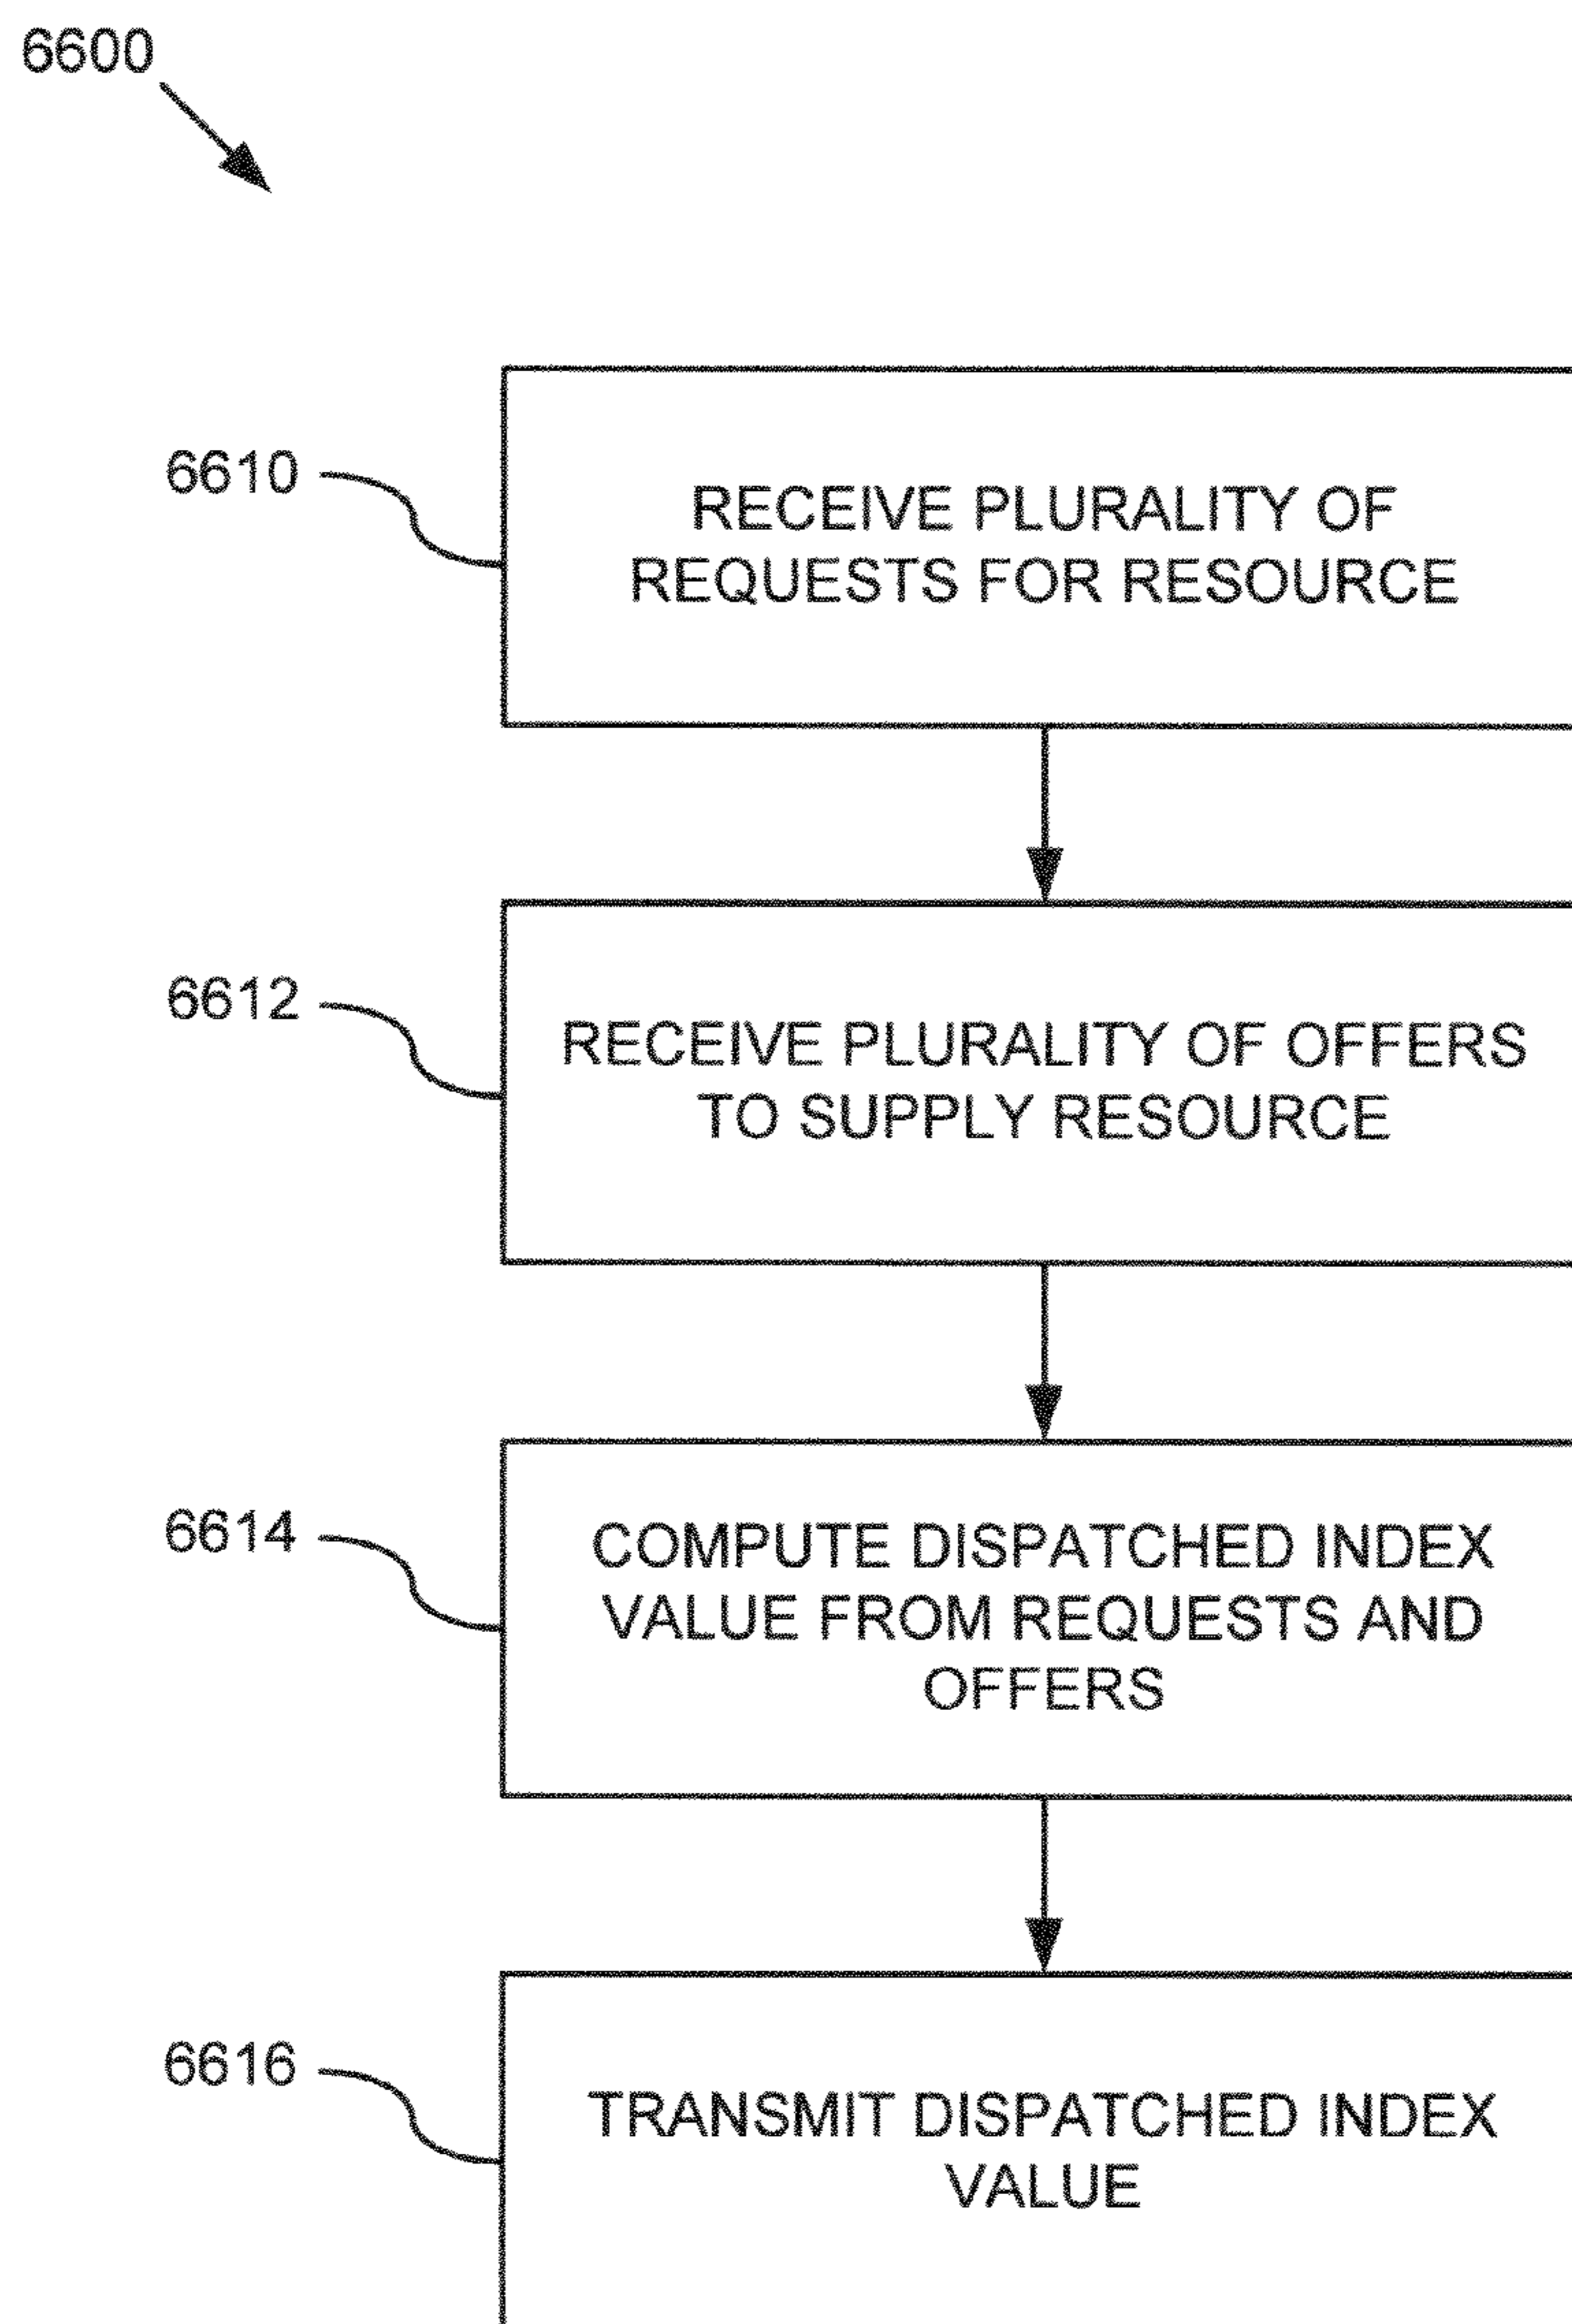 6600
6610
RECEIVE PLURALITY OF
REQUESTS FOR RESOURCE
6612
RECEIVE PLURALITY OF OFFERS
TO SUPPLY RESOURCE
6614
COMPUTE DISPATCHED INDEX
VALUE FROM REQUESTS AND
OFFERS
6616
TRANSMIT DISPATCHED INDEX
VALUE